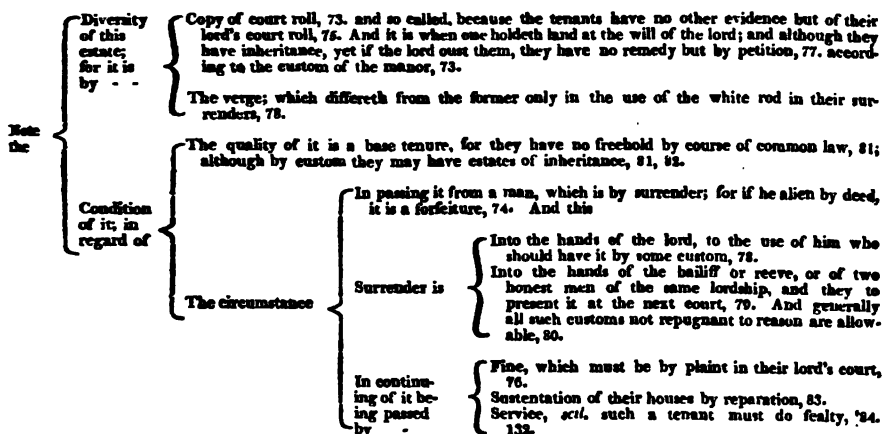 Note
the
Diversity
of this
estate;
for it is
by - -
Copy of court roll, 73. and so called, because the tenants have no other evidence but of their
lord's court roll, 75. And it is when one holdeth land at the will of the lord; and although they
have inheritance, yet if the lord oust them, they have no remedy but by petition, 77. accord-
ing to the custom of the manor, 73.
The verge; which differeth from the former only in the use of the white rod in their sur-
renders, 78.
Condition
of it; in
regard of
The quality of it is a base tenure, for they have no freehold by course of common law, 81;
although by custom they may have estates of inheritance, 81, 82.
The circumstance
In passing it from a man, which is by surrender; for if he alien by deed,
it is a forfeiture, 74. And this
Surrender is
Into the hands of the lord, to the use of him who
should have it by some custom, 78.
Into the hands of the bailiff or reeve, or of two
honest men of the same lordship, and they to
present it at the next court, 79. And generally
all such customs not repugnant to reason are allow-
able, 80.
In continu-
ing of it be-
ing passed
by -
Fine, which must be by plaint in their lord's court,
76.
Sustentation of their houses by reparation, 83.
Service, scil. such a tenant must do fealty, 84.
132.